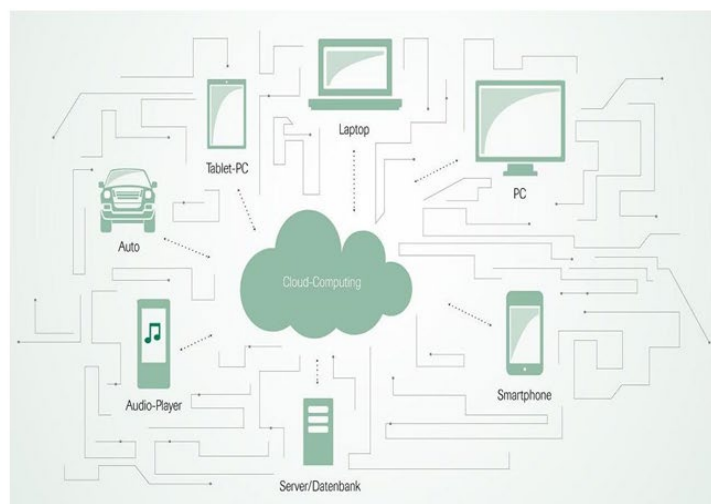 Laptop
Tablet-PC
PC
Auto
Cloud-Computing
Smartphone
Audio-Player
Server/Datenbank